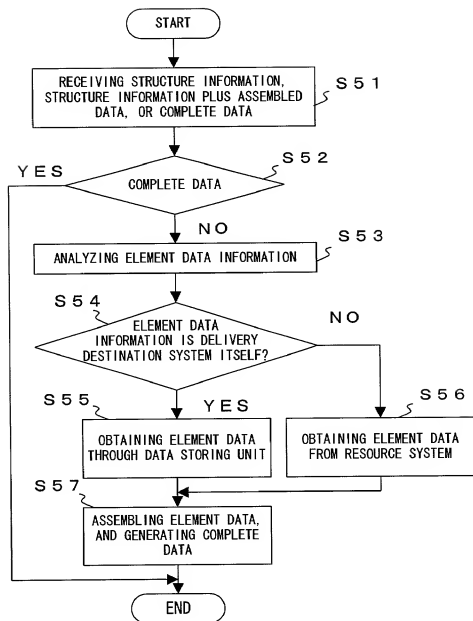 START
RECEIVING STRUCTURE INFORMATION,
STRUCTURE INFORMATION PLUS ASSEMBLED
DATA, OR COMPLETE DATA
S51
YES
COMPLETE DATA
S52
NO
ANALYZING ELEMENT DATA INFORMATION
S53
S54
ELEMENT DATA
INFORMATION IS DELIVERY
DESTINATION SYSTEM ITSELF?
NO
S55
YES
S56
OBTAINING ELEMENT DATA
THROUGH DATA STORING UNIT
OBTAINING ELEMENT DATA
FROM RESOURCE SYSTEM
S57
ASSEMBLING ELEMENT DATA,
AND GENERATING COMPLETE
DATA
END